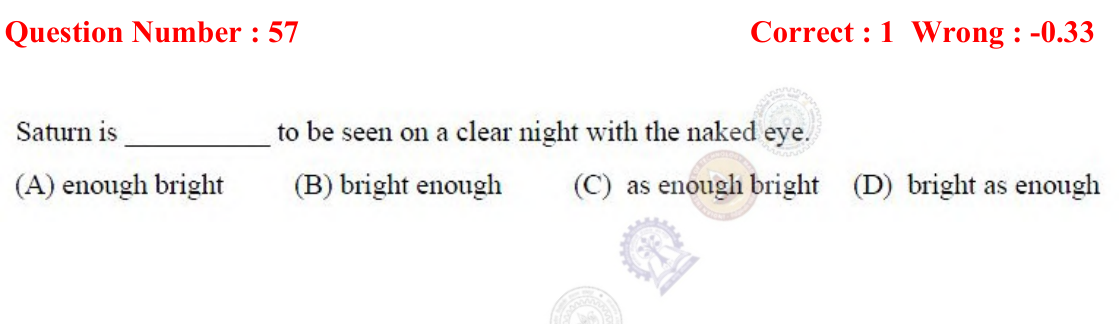 Question Number : 57 Correct : 1 Wrong : -0.33
Saturn is ____________ to be seen on a clear night with the naked eye.
(A) enough bright (B) bright enough (C) as enough bright (D) bright as enough